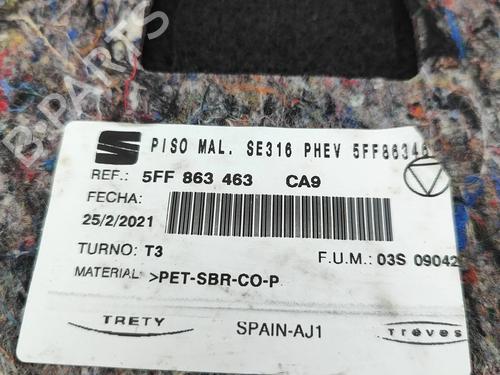 PISO MAL. SE316 PHEV 5FF86346
REF.: 5FF 863 463 CA9
FECHA:
25/2/2021
TURNO: T3
F.U.M.: 03S 09042
MATERIAL: >PET-SBR-CO-P
TRETY SPAIN-AJ1 treves